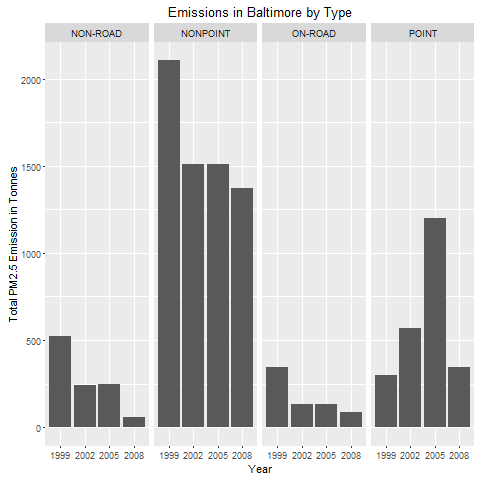 Emissions in Baltimore by Type
NON-ROAD NONPOINT ON-ROAD POINT
Total PM2.5 Emission in Tonnes
2000
1500
1000
500
0
1999 2002 2005 2008 1999 2002 2005 2008 1999 2002 2005 2008 1999 2002 2005 2008
Year